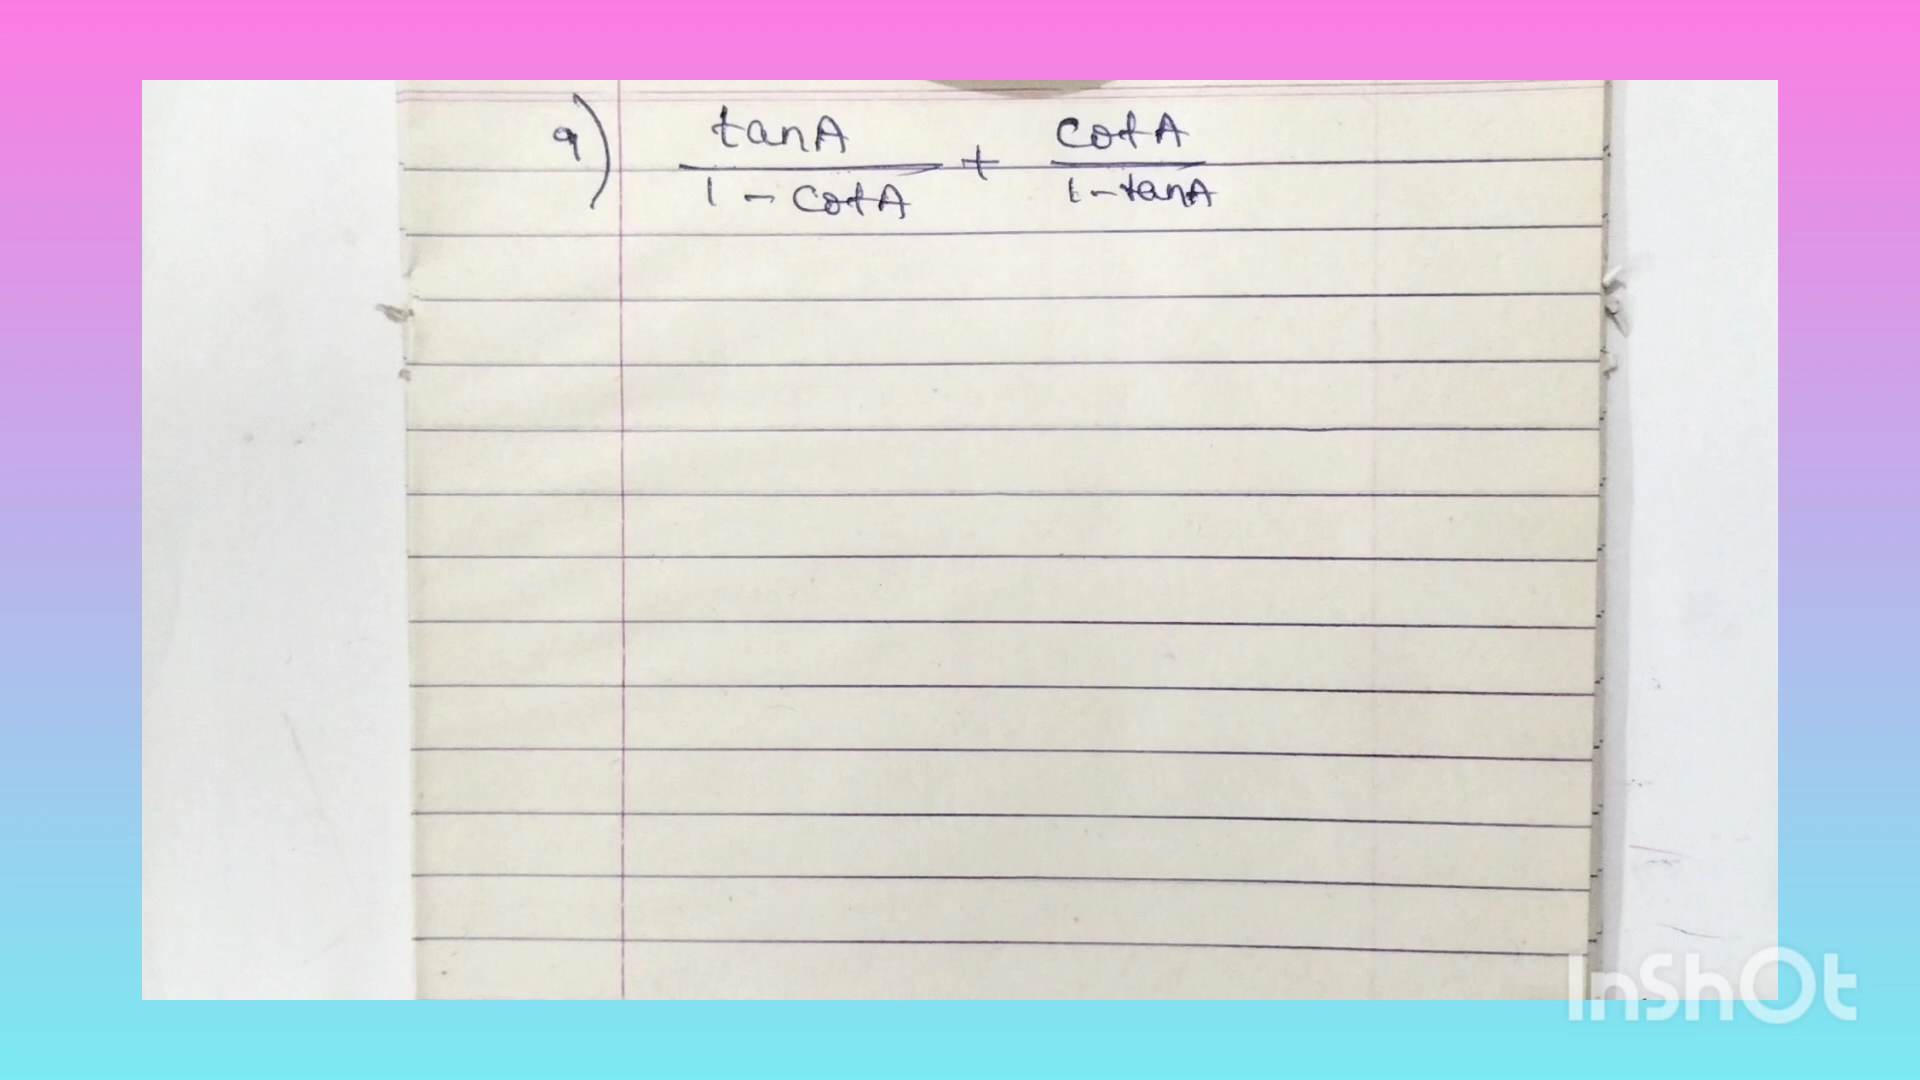 9) tanA / 1 - cotA + cotA / 1 - tanA
InShOt